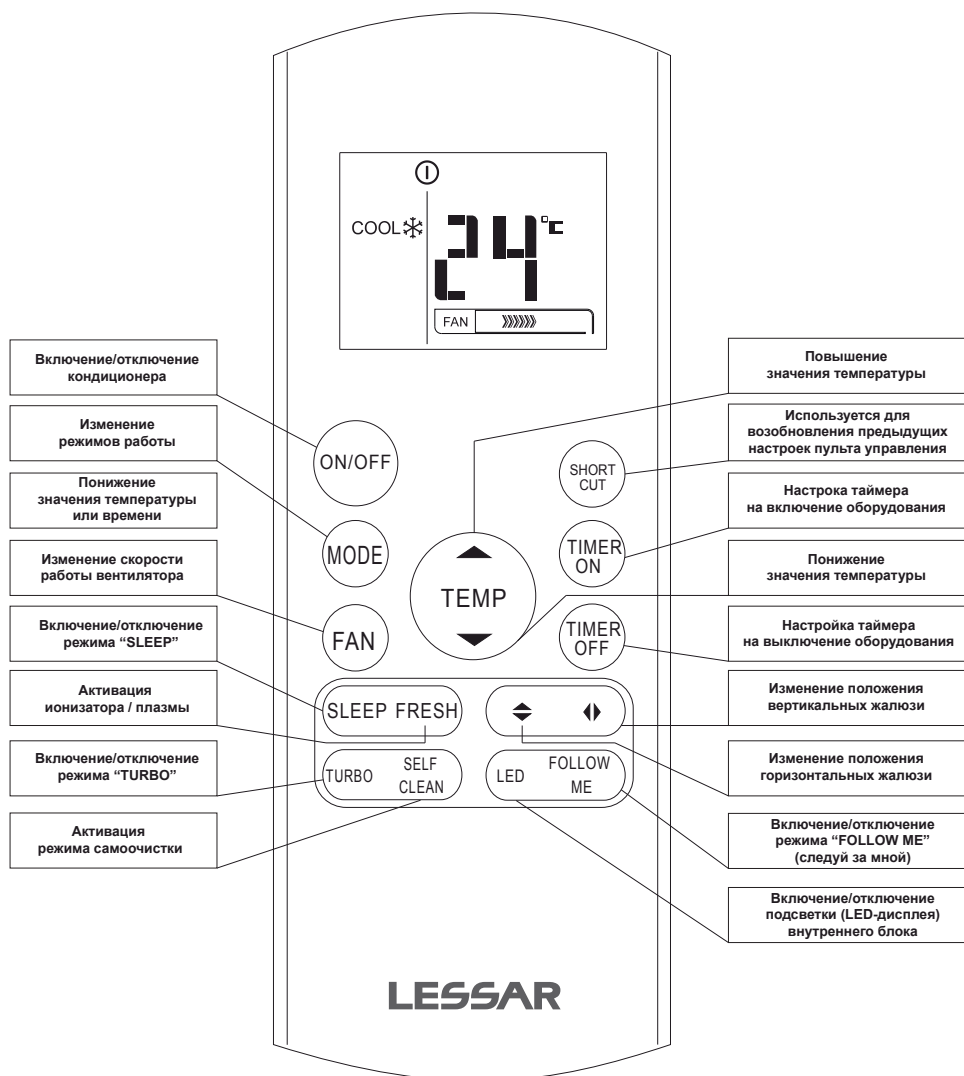 COOL
24°C
FAN
ON/OFF
MODE
FAN
TEMP
SHORT
CUT
TIMER
ON
TIMER
OFF
SLEEP FRESH
TURBO
SELF
CLEAN
LED
FOLLOW
ME
LESSAR
Включение/отключение
кондиционера
Изменение
режимов работы
Понижение
значения температуры
или времени
Изменение скорости
работы вентилятора
Включение/отключение
режима “SLEEP”
Активация
ионизатора / плазмы
Включение/отключение
режима “TURBO”
Активация
режима самоочистки
Повышение
значения температуры
Используется для
возобновления предыдущих
настроек пульта управления
Настрока таймера
на включение оборудования
Понижение
значения температуры
Настройка таймера
на выключение оборудования
Изменение положения
вертикальных жалюзи
Изменение положения
горизонтальных жалюзи
Включение/отключение
режима “FOLLOW ME”
(следуй за мной)
Включение/отключение
подсветки (LED-дисплея)
внутреннего блока